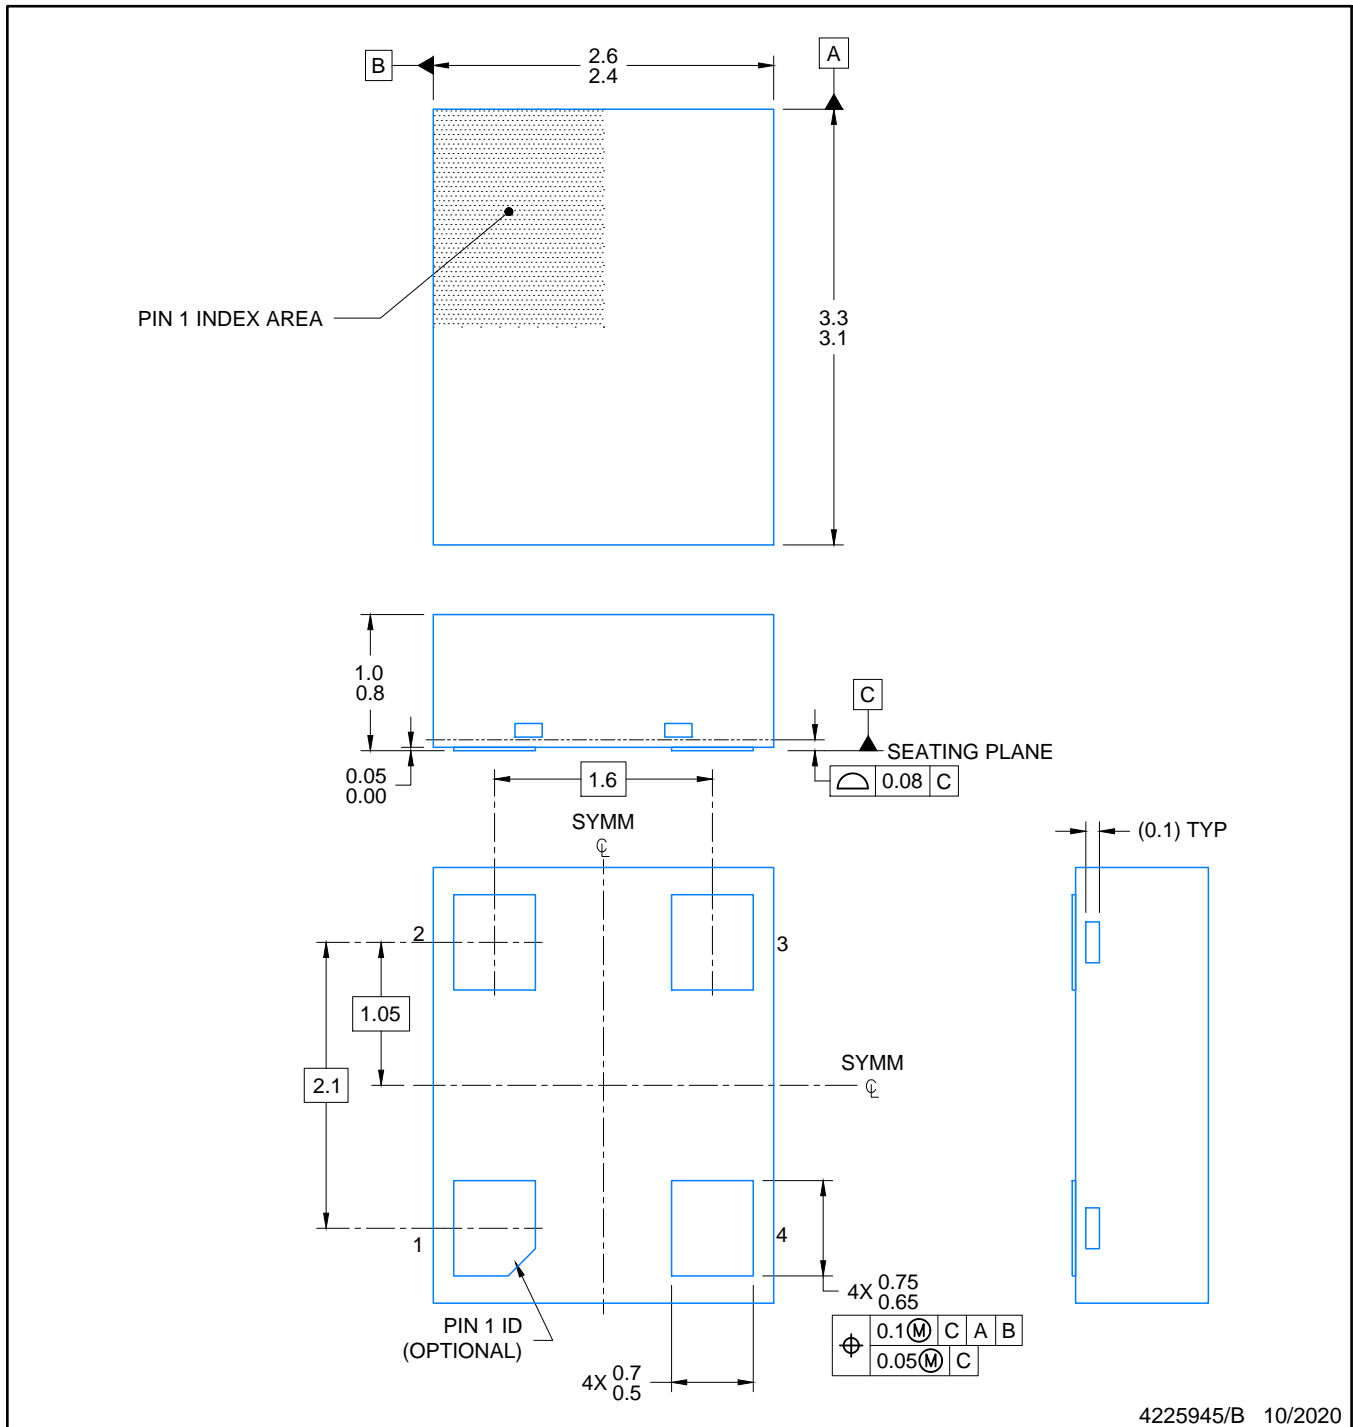 B
2.6
2.4
A
PIN 1 INDEX AREA
3.3
3.1
1.0
0.8
C
SEATING PLANE
0.05
0.00
1.6
0.08 C
SYMM
℄
(0.1) TYP
2
3
1.05
SYMM
℄
2.1
1
4
4X 0.75
0.65
PIN 1 ID
(OPTIONAL)
0.1Ⓜ C A B
0.05Ⓜ C
4X 0.7
0.5
4225945/B 10/2020